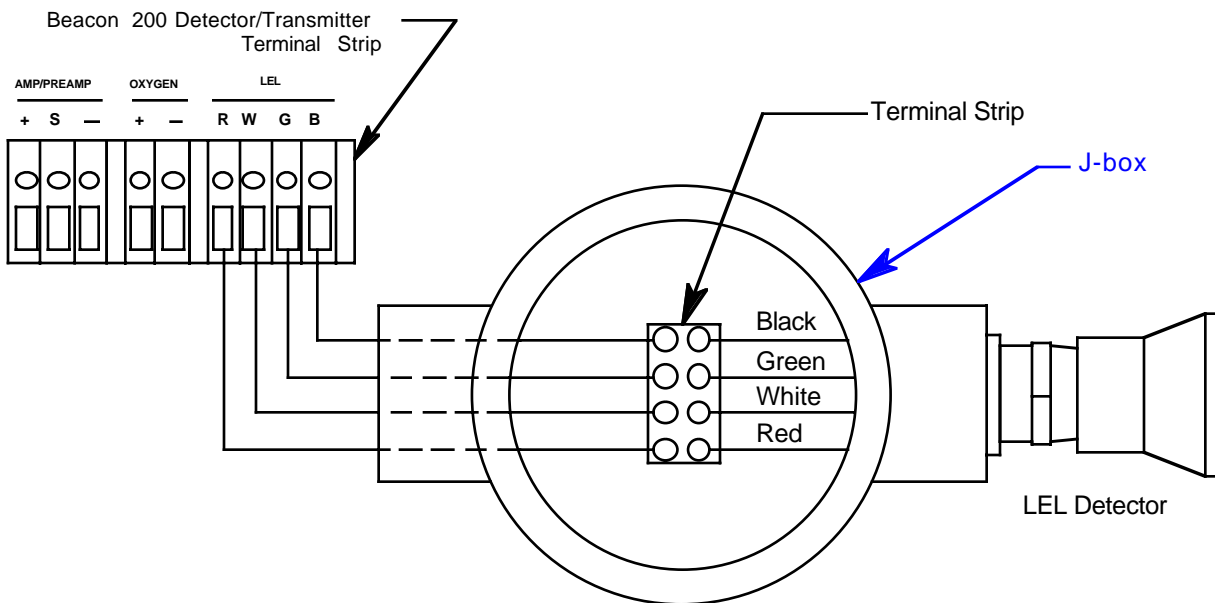 Beacon 200 Detector/Transmitter
Terminal Strip
AMP/PREAMP OXYGEN LEL
+ S — + — R W G B
Terminal Strip
J-box
Black
Green
White
Red
LEL Detector